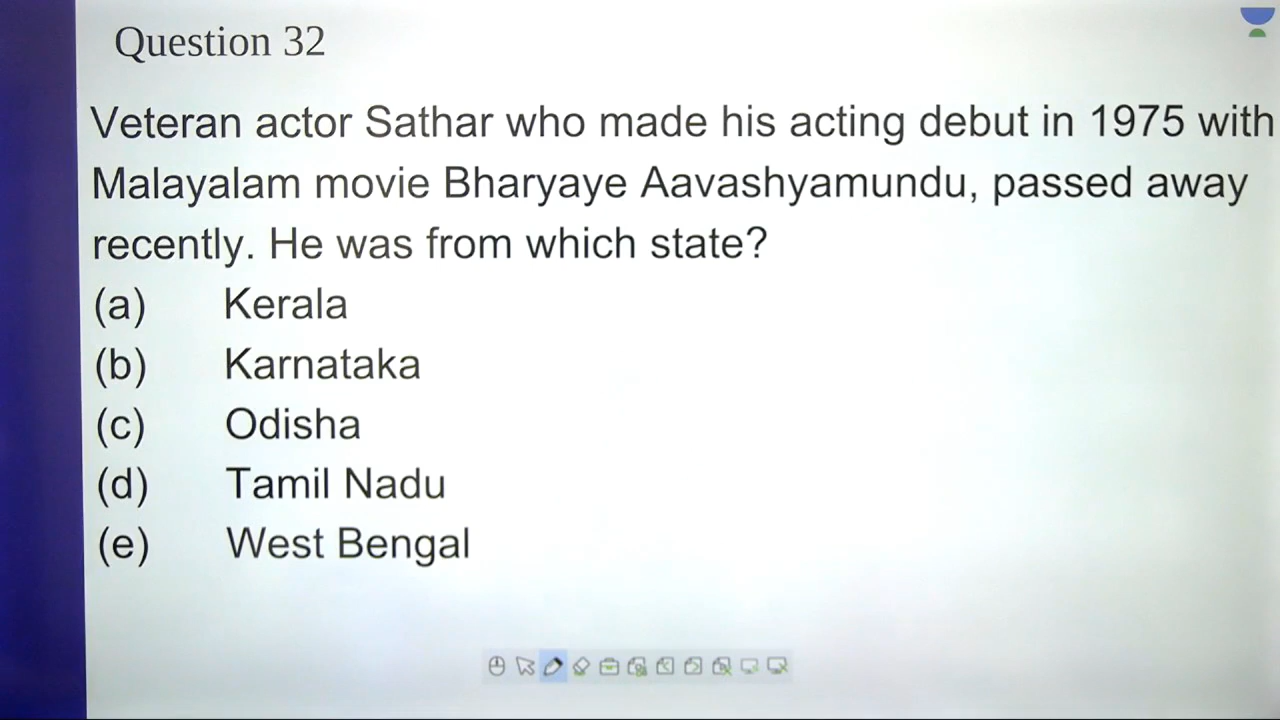 Question 32
Veteran actor Sathar who made his acting debut in 1975 with
Malayalam movie Bharyaye Aavashyamundu, passed away
recently. He was from which state?
(a) Kerala
(b) Karnataka
(c) Odisha
(d) Tamil Nadu
(e) West Bengal